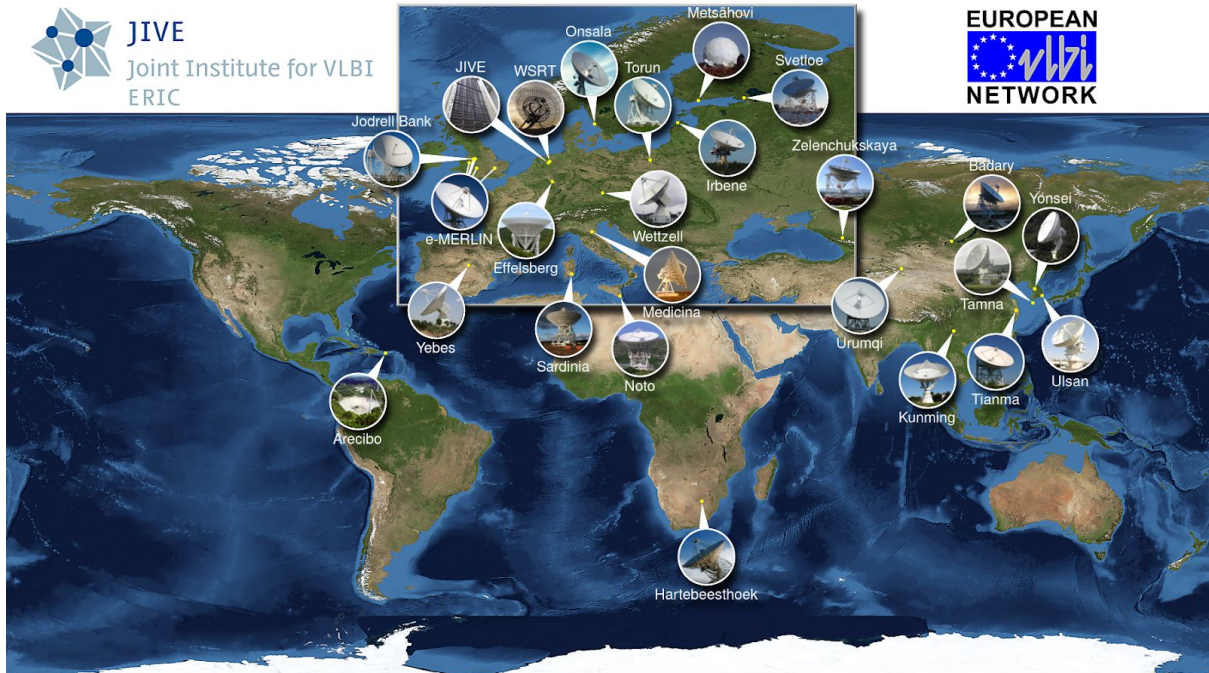 JIVE
Joint Institute for VLBI
ERIC
EUROPEAN
vlbi
NETWORK
Metsähovi
Onsala
Svetloe
JIVE
WSRT
Torun
Jodrell Bank
Irbene
Zelenchukskaya
Badary
Yonsei
e-MERLIN
Wettzell
Effelsberg
Tamna
Medicina
Urumqi
Yebes
Sardinia
Noto
Ulsan
Tianma
Kunming
Arecibo
Hartebeesthoek